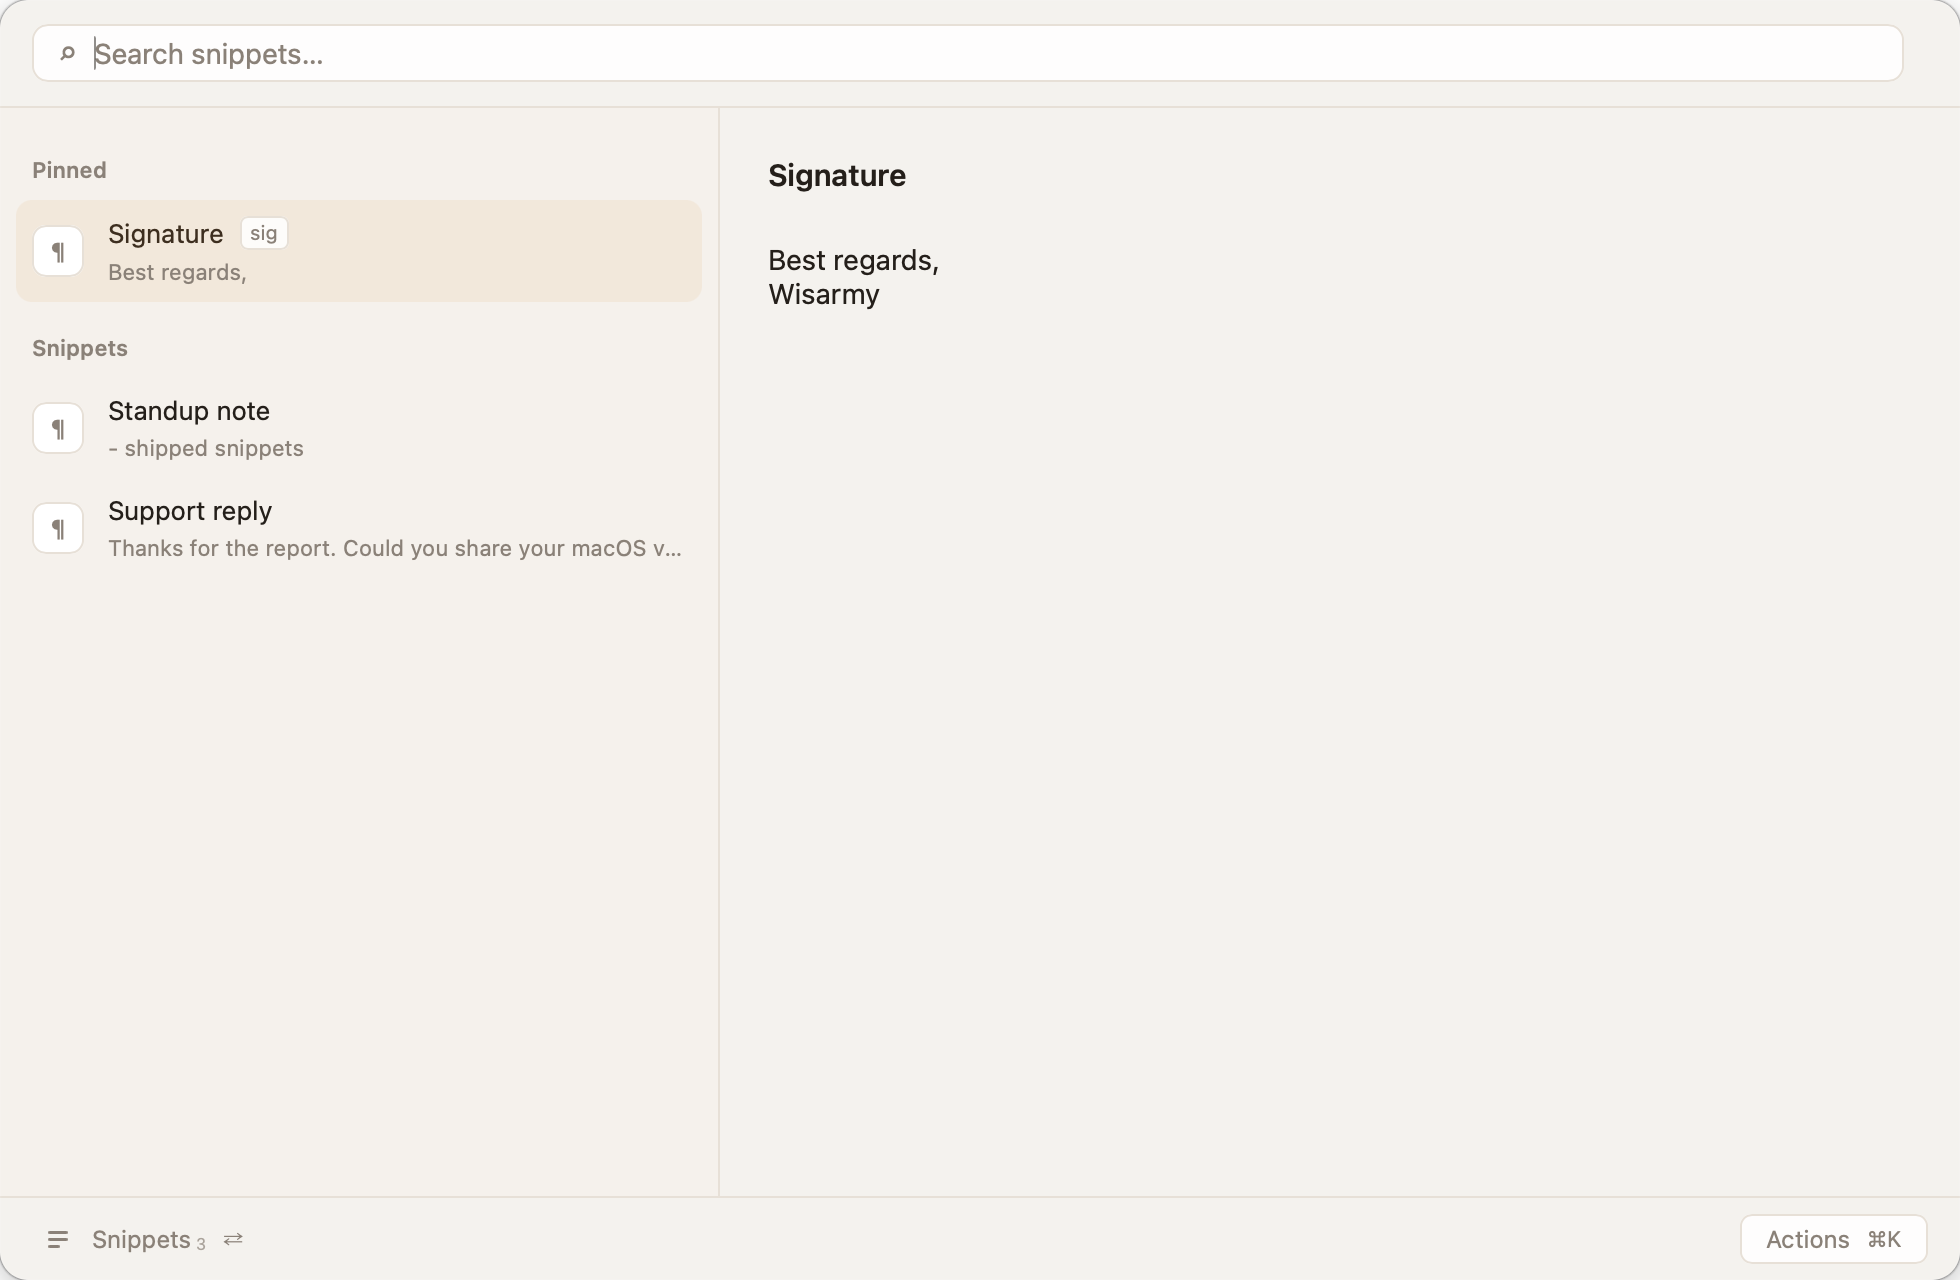 Search snippets...
Pinned
Signature sig
Best regards,
Snippets
¶ Standup note
- shipped snippets
¶ Support reply
Thanks for the report. Could you share your macOS v...
Signature
Best regards,
Wisarmy
Snippets 3 ⇄
Actions ⌘K